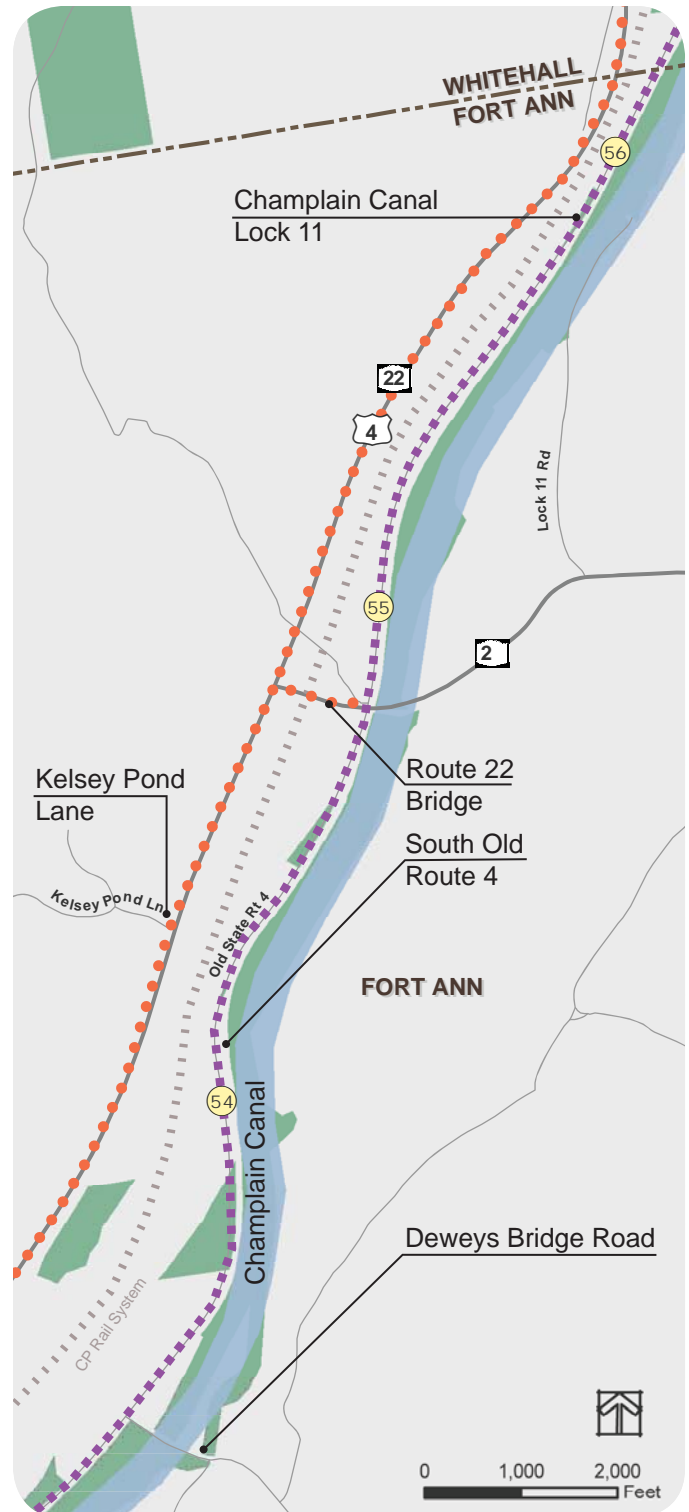 WHITEHALL
FORT ANN
56
Champlain Canal
Lock 11
22
4
Lock 11 Rd
55
2
Route 22
Bridge
Kelsey Pond
Lane
South Old
Route 4
Kelsey Pond Ln
Old State Rt 4
FORT ANN
54
Champlain Canal
Deweys Bridge Road
CP Rail System
0 1,000 2,000
Feet